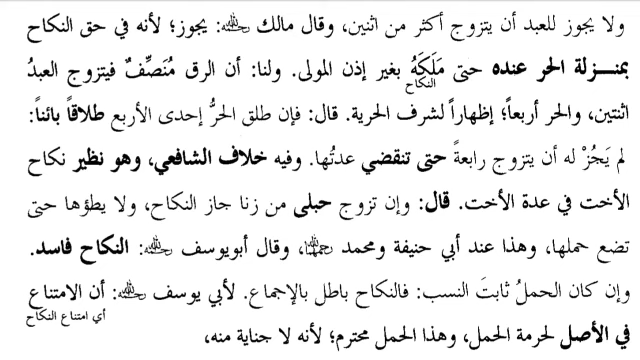 ولا يجوز للعبد أن يتزوج أكثر من اثنين، وقال مالك رحمه الله: يجوز؛ لأنه في حق النكاح
بمنـــزلة الحر عنده حتى مَلَكَهُ بغير إذن المولى. ولنا: أن الرق مُنَصِّفٌ فيتزوج العبدُ
النكاح
اثنتين، والحر أربعاً؛ إظهاراً لشرف الحرية. قال: فإن طلق الحرُّ إحدى الأربع طلاقاً بائناً:
لم يَجُزْ له أن يتزوج رابعةً حتى تنقضي عدتُها. وفيه خلاف الشافعي، وهو نظير نكاح
الأخت في عدة الأخت. قال: وإن تزوج حبلى من زنا جاز النكاح، ولا يطؤها حتى
تضع حملها، وهذا عند أبي حنيفة ومحمد رحمهما الله، وقال أبويوسف رحمه الله: النكاح فاسد.
وإن كان الحملُ ثابتَ النسب: فالنكاح باطل بالإجماع. لأبي يوسف رحمه الله: أن الامتناع
أي امتناع النكاح
في الأصل لحرمة الحمل، وهذا الحمل محترم؛ لأنه لا جناية منه،